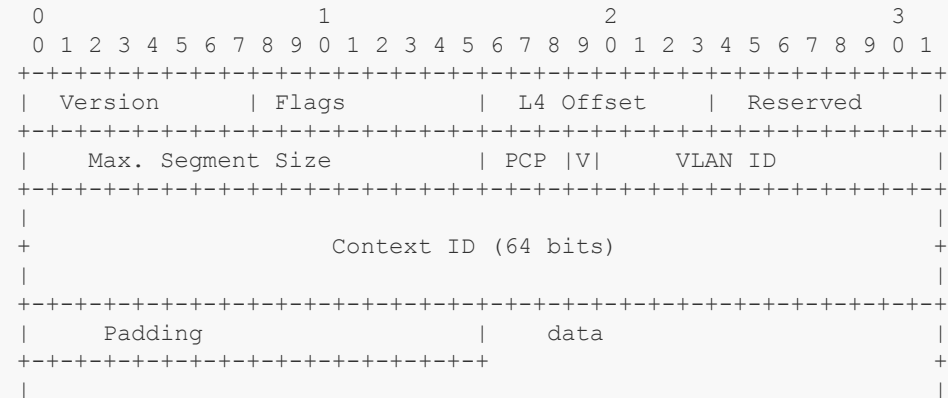 0                   1                   2                   3
 0 1 2 3 4 5 6 7 8 9 0 1 2 3 4 5 6 7 8 9 0 1 2 3 4 5 6 7 8 9 0 1
+-+-+-+-+-+-+-+-+-+-+-+-+-+-+-+-+-+-+-+-+-+-+-+-+-+-+-+-+-+-+-+-+
|  Version      | Flags         |  L4 Offset    |  Reserved     |
+-+-+-+-+-+-+-+-+-+-+-+-+-+-+-+-+-+-+-+-+-+-+-+-+-+-+-+-+-+-+-+-+
|    Max. Segment Size          | PCP |V|     VLAN ID           |
+-+-+-+-+-+-+-+-+-+-+-+-+-+-+-+-+-+-+-+-+-+-+-+-+-+-+-+-+-+-+-+-+
|                                                               |
+                     Context ID (64 bits)                      +
|                                                               |
+-+-+-+-+-+-+-+-+-+-+-+-+-+-+-+-+-+-+-+-+-+-+-+-+-+-+-+-+-+-+-+-+
|     Padding                   |    data                       |
+-+-+-+-+-+-+-+-+-+-+-+-+-+-+-+-+                               +
|                                                               |